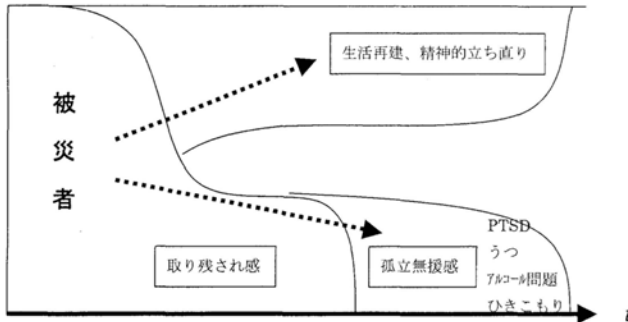 生活再建、精神的立ち直り
被災者
取り残され感
孤立無援感
PTSD
うつ
アルコール問題
ひきこもり